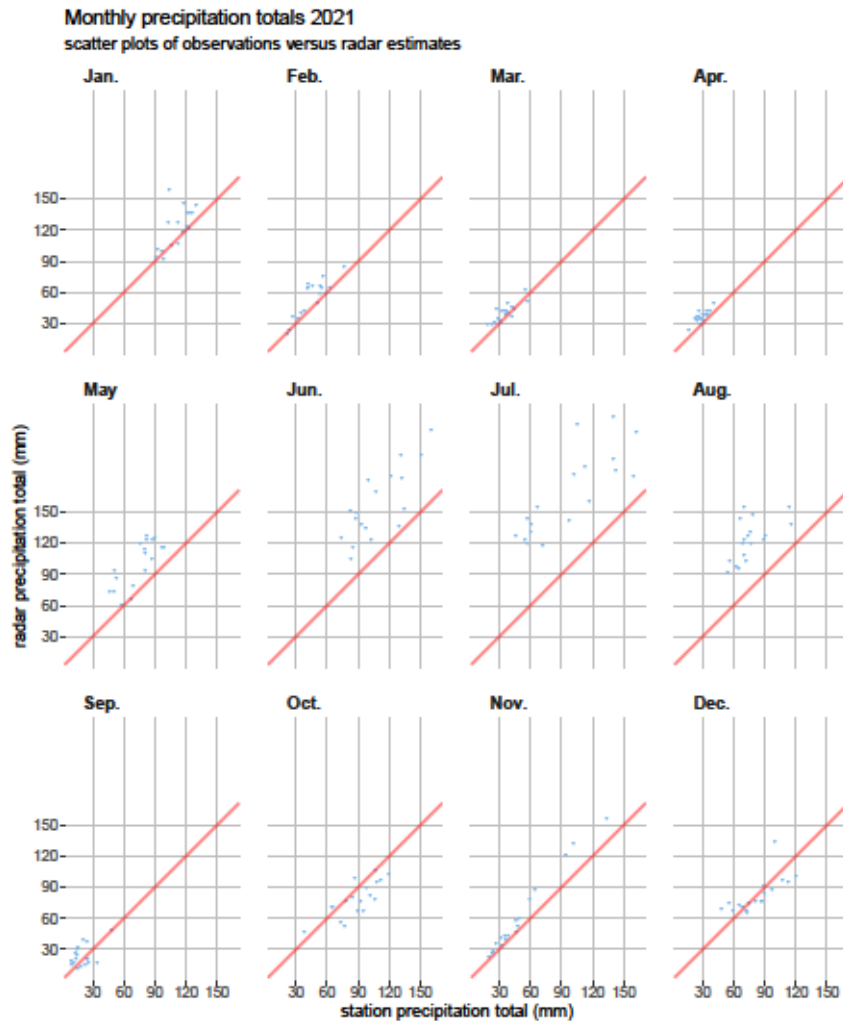 Monthly precipitation totals 2021
scatter plots of observations versus radar estimates
Jan. Feb. Mar. Apr.
150
120
90
60
30
May Jun. Jul. Aug.
150
120
90
60
30
radar precipitation total (mm)
Sep. Oct. Nov. Dec.
150
120
90
60
30
30 60 90 120 150 30 60 90 120 150 30 60 90 120 150 30 60 90 120 150
station precipitation total (mm)